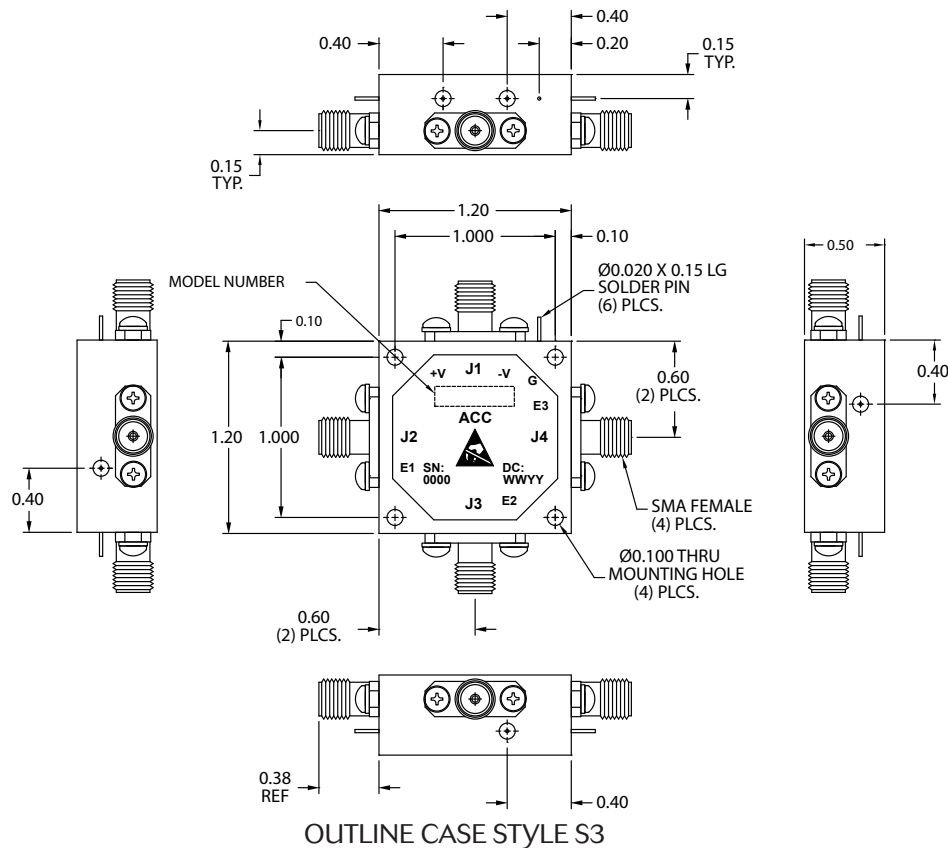 0.40
0.40
0.20
0.15
TYP.
0.15
TYP.
1.20
1.000
0.10
0.50
MODEL NUMBER
Ø0.020 X 0.15 LG
SOLDER PIN
(6) PLCS.
0.10
0.60
(2) PLCS.
0.40
+V
J1
-V
G
E3
ACC
1.20
1.000
J2
J4
E1
SN:
0000
DC:
WWYY
J3
E2
0.40
SMA FEMALE
(4) PLCS.
Ø0.100 THRU
MOUNTING HOLE
(4) PLCS.
0.60
(2) PLCS.
0.38
REF
0.40
OUTLINE CASE STYLE S3